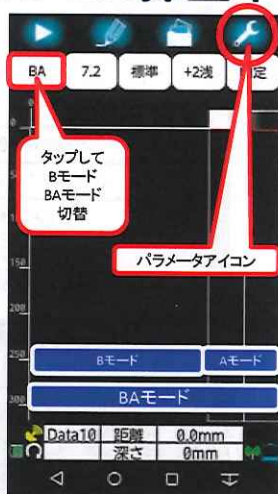 BA 7.2 標準 +2浅 定
0
0
タップして
Bモード
BAモード
切替
パラメータアイコン
150
200
250
Bモード Aモード
300
BAモード
Data10 距離 0.0mm
深さ 0mm